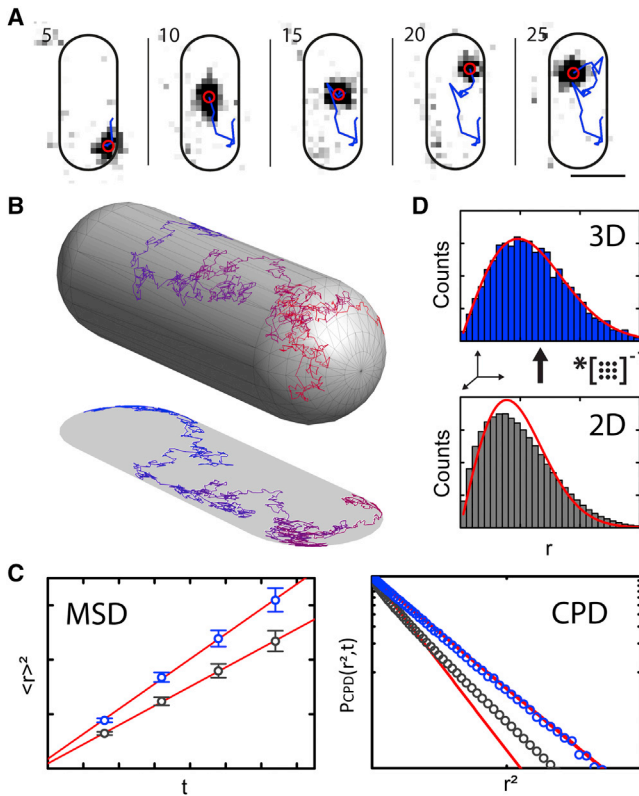 A
5 10 15 20 25
B
D
3D
Counts
*[]⁻
2D
Counts
r
C
MSD
<r>²
t
CPD
PCPD(r²,t)
r²